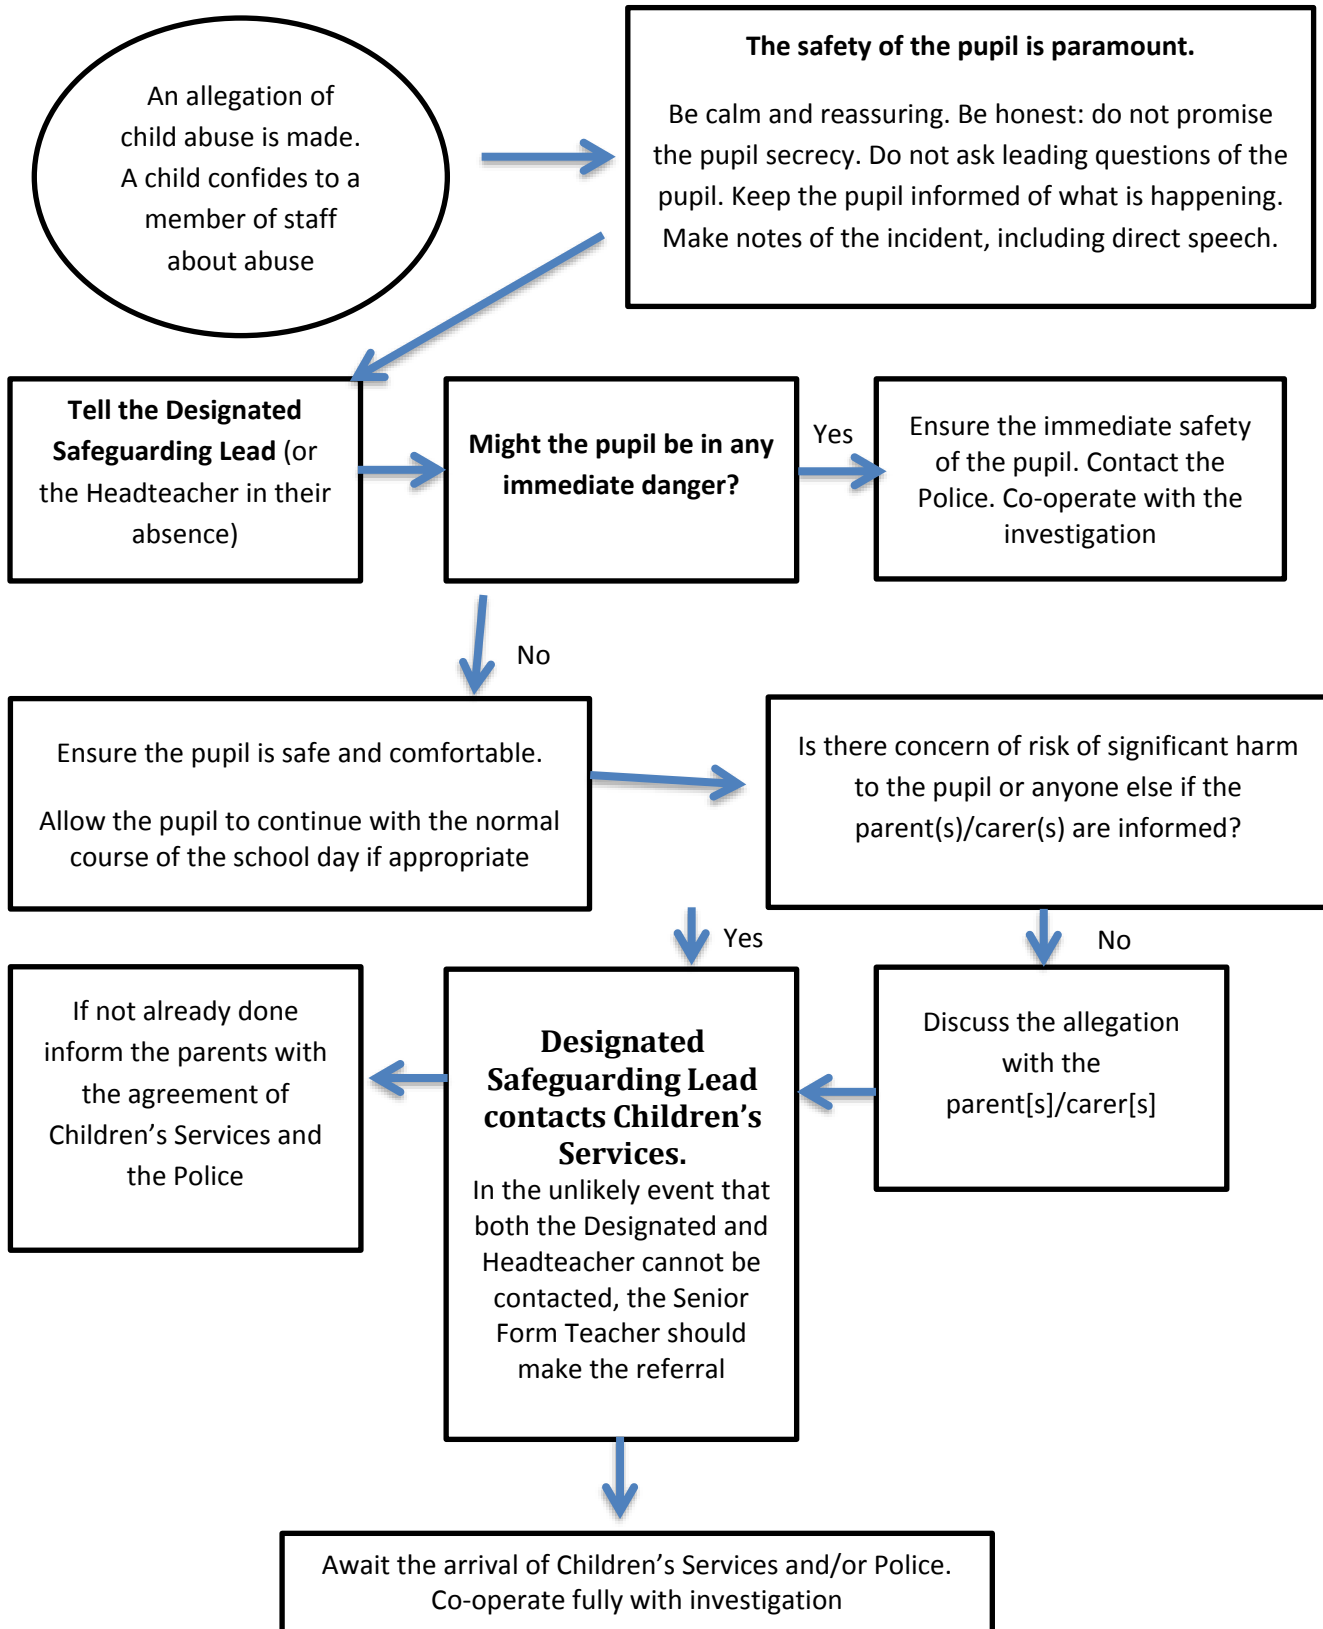 An allegation of
child abuse is made.
A child confides to a
member of staff
about abuse
The safety of the pupil is paramount.
Be calm and reassuring. Be honest: do not promise
the pupil secrecy. Do not ask leading questions of the
pupil. Keep the pupil informed of what is happening.
Make notes of the incident, including direct speech.
Tell the Designated
Safeguarding Lead (or
the Headteacher in their
absence)
Might the pupil be in any
immediate danger?
Yes
Ensure the immediate safety
of the pupil. Contact the
Police. Co-operate with the
investigation
No
Ensure the pupil is safe and comfortable.
Allow the pupil to continue with the normal
course of the school day if appropriate
Is there concern of risk of significant harm
to the pupil or anyone else if the
parent(s)/carer(s) are informed?
Yes
No
If not already done
inform the parents with
the agreement of
Children’s Services and
the Police
Designated
Safeguarding Lead
contacts Children’s
Services.
In the unlikely event that
both the Designated and
Headteacher cannot be
contacted, the Senior
Form Teacher should
make the referral
Discuss the allegation
with the
parent[s]/carer[s]
Await the arrival of Children’s Services and/or Police.
Co-operate fully with investigation